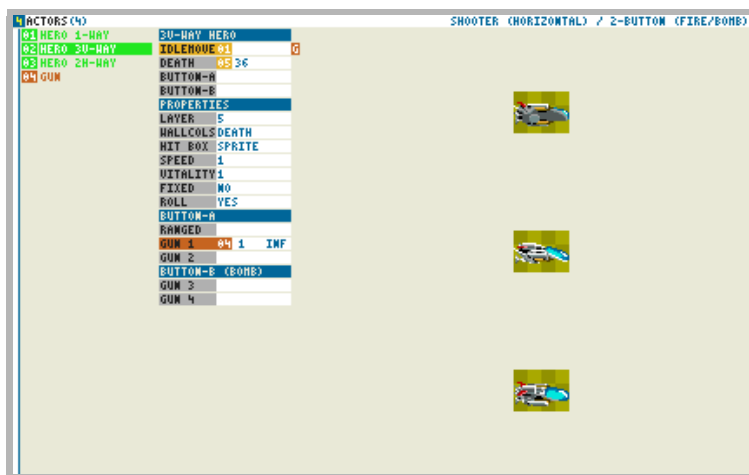 4 ACTORS (4) SHOOTER (HORIZONTAL) / 2-BUTTON (FIRE/BOMB)
01 HERO 1-WAY
02 HERO 3V-WAY
03 HERO 2H-WAY
04 GUN
3V-WAY HERO
IDLEMOVE 01 G
DEATH 05 36
BUTTON-A
BUTTON-B
PROPERTIES
LAYER 5
WALLCOLS DEATH
HIT BOX SPRITE
SPEED 1
VITALITY 1
FIXED NO
ROLL YES
BUTTON-A
RANGED
GUN 1 04 1 INF
GUN 2
BUTTON-B (BOMB)
GUN 3
GUN 4